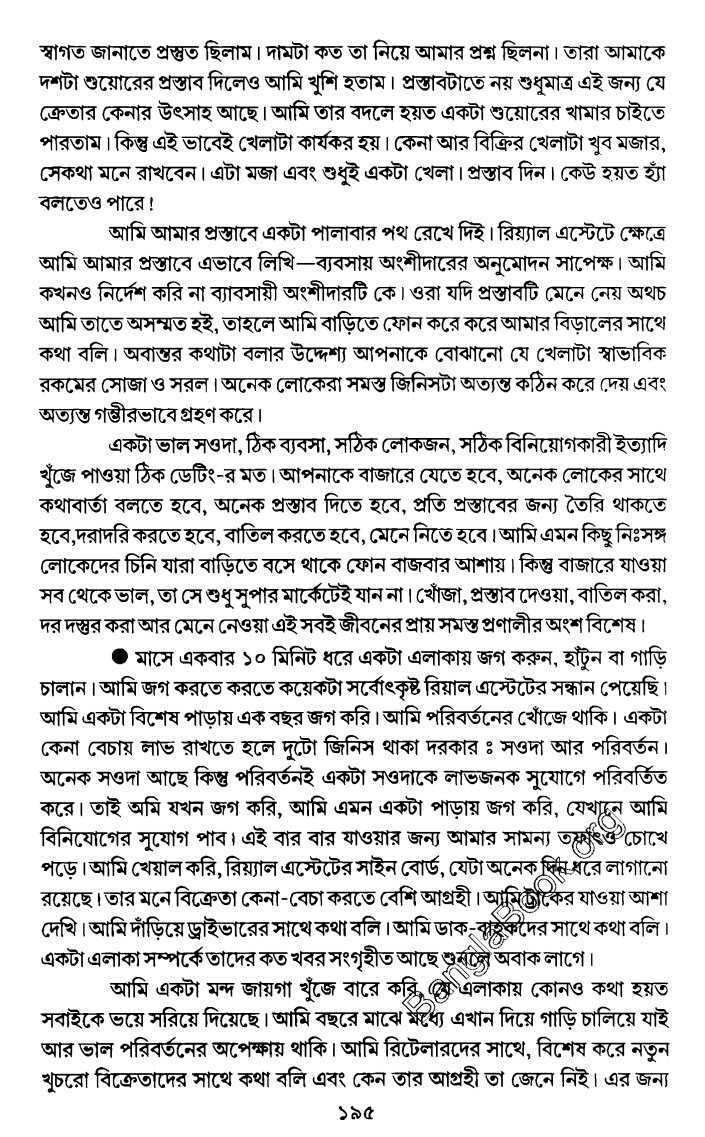 স্বাগত জানাতে প্রস্তুত ছিলাম। দামটা কত তা নিয়ে আমার প্রশ্ন ছিলনা। তারা আমাকে
দশটা শুয়োরের প্রস্তাব দিলেও আমি খুশি হতাম। প্রস্তাবটাতে নয় শুধুমাত্র এই জন্য যে
ক্রেতার কেনার উৎসাহ আছে। আমি তার বদলে হয়ত একটা শুয়োরের খামার চাইতে
পারতাম। কিন্তু এই ভাবেই খেলাটা কার্যকর হয়। কেনা আর বিক্রির খেলাটা খুব মজার,
সেকথা মনে রাখবেন। এটা মজা এবং শুধুই একটা খেলা। প্রস্তাব দিন। কেউ হয়ত হ্যাঁ
বলতেও পারে!
আমি আমার প্রস্তাবে একটা পালাবার পথ রেখে দিই। রিয়্যাল এস্টেটে ক্ষেত্রে
আমি আমার প্রস্তাবে এভাবে লিখি—ব্যবসায় অংশীদারের অনুমোদন সাপেক্ষ। আমি
কখনও নির্দেশ করি না ব্যাবসায়ী অংশীদারটি কে। ওরা যদি প্রস্তাবটি মেনে নেয় অথচ
আমি তাতে অসম্মত হই, তাহলে আমি বাড়িতে ফোন করে করে আমার বিড়ালের সাথে
কথা বলি। অবান্তর কথাটা বলার উদ্দেশ্য আপনাকে বোঝানো যে খেলাটা স্বাভাবিক
রকমের সোজা ও সরল। অনেক লোকেরা সমস্ত জিনিসটা অত্যন্ত কঠিন করে দেয় এবং
অত্যন্ত গম্ভীরভাবে গ্রহণ করে।
একটা ভাল সওদা, ঠিক ব্যবসা, সঠিক লোকজন, সঠিক বিনিয়োগকারী ইত্যাদি
খুঁজে পাওয়া ঠিক ডেটিং-র মত। আপনাকে বাজারে যেতে হবে, অনেক লোকের সাথে
কথাবার্তা বলতে হবে, অনেক প্রস্তাব দিতে হবে, প্রতি প্রস্তাবের জন্য তৈরি থাকতে
হবে,দরাদরি করতে হবে, বাতিল করতে হবে, মেনে নিতে হবে। আমি এমন কিছু নিঃসঙ্গ
লোকেদের চিনি যারা বাড়িতে বসে থাকে ফোন বাজবার আশায়। কিন্তু বাজারে যাওয়া
সব থেকে ভাল, তা সে শুধু সুপার মার্কেটেই যান না। খোঁজা, প্রস্তাব দেওয়া, বাতিল করা,
দর দস্তুর করা আর মেনে নেওয়া এই সবই জীবনের প্রায় সমস্ত প্রণালীর অংশ বিশেষ।
● মাসে একবার ১০ মিনিট ধরে একটা এলাকায় জগ করুন, হাঁটুন বা গাড়ি
চালান। আমি জগ করতে করতে কয়েকটা সর্বোৎকৃষ্ট রিয়াল এস্টেটের সন্ধান পেয়েছি।
আমি একটা বিশেষ পাড়ায় এক বছর জগ করি। আমি পরিবর্তনের খোঁজে থাকি। একটা
কেনা বেচায় লাভ রাখতে হলে দুটো জিনিস থাকা দরকার ঃ সওদা আর পরিবর্তন।
অনেক সওদা আছে কিন্তু পরিবর্তনই একটা সওদাকে লাভজনক সুযোগে পরিবর্তিত
করে। তাই অমি যখন জগ করি, আমি এমন একটা পাড়ায় জগ করি, যেখানে আমি
বিনিযোগের সুযোগ পাব। এই বার বার যাওয়ার জন্য আমার সামন্য তফাৎও চোখে
পড়ে। আমি খেয়াল করি, রিয়্যাল এস্টেটের সাইন বোর্ড, যেটা অনেক দিন ধরে লাগানো
রয়েছে। তার মনে বিক্রেতা কেনা-বেচা করতে বেশি আগ্রহী। আমি ট্রাকের যাওয়া আশা
দেখি। আমি দাঁড়িয়ে ড্রাইভারের সাথে কথা বলি। আমি ডাক-বাহকদের সাথে কথা বলি।
একটা এলাকা সম্পর্কে তাদের কত খবর সংগৃহীত আছে শুনলে অবাক লাগে।
আমি একটা মন্দ জায়গা খুঁজে বারে করি, যে এলাকায় কোনও কথা হয়ত
সবাইকে ভয়ে সরিয়ে দিয়েছে। আমি বছরে মাঝে মধ্যে এখান দিয়ে গাড়ি চালিয়ে যাই
আর ভাল পরিবর্তনের অপেক্ষায় থাকি। আমি রিটেলারদের সাথে, বিশেষ করে নতুন
খুচরো বিক্রেতাদের সাথে কথা বলি এবং কেন তার আগ্রহী তা জেনে নিই। এর জন্য
BanglaBook.org
১৯৫